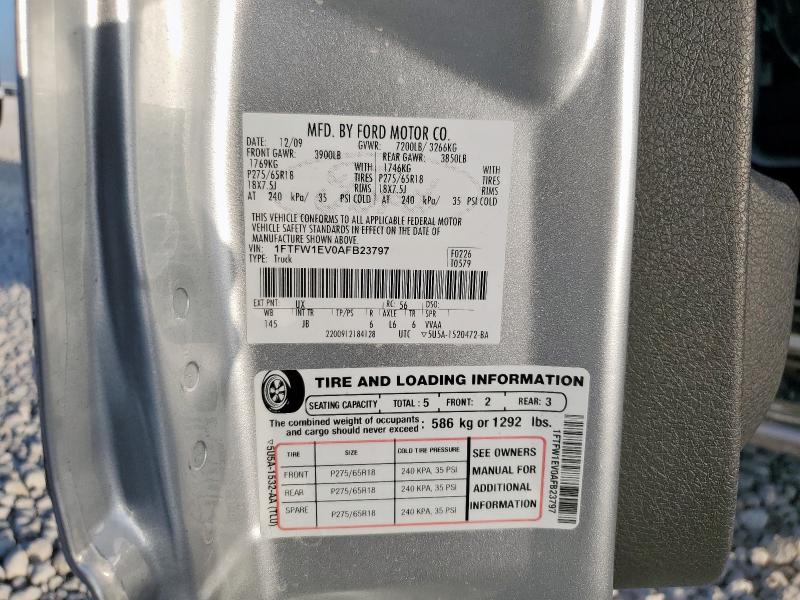 MFD. BY FORD MOTOR CO.
DATE: 12/09 GVWR: 7200LB/ 3266KG
FRONT GAWR: 3900LB REAR GAWR: 3850LB
1769KG WITH 1746KG WITH
P275/65R18 TIRES P275/65R18 TIRES
18X7.5J RIMS 18X7.5J RIMS
AT 240 kPa/ 35 PSI COLD AT 240 kPa/ 35 PSI COLD
THIS VEHICLE CONFORMS TO ALL APPLICABLE FEDERAL MOTOR
VEHICLE SAFETY STANDARDS IN EFFECT ON THE DATE OF
MANUFACTURE SHOWN ABOVE.
VIN: 1FTFW1EV0AFB23797 F0226
TYPE: Truck T0579
EXT PNT: UX RC: 56 DSO:
WB INT TR TP/PS R AXLE TR SPR
145 JB 6 L6 6 VVAA
2200912184128 UTC ▽5U5A-1520472-BA
TIRE AND LOADING INFORMATION
SEATING CAPACITY TOTAL : 5 FRONT: 2 REAR: 3
The combined weight of occupants
and cargo should never exceed : 586 kg or 1292 lbs.
TIRE SIZE COLD TIRE PRESSURE
FRONT P275/65R18 240 KPA, 35 PSI
REAR P275/65R18 240 KPA, 35 PSI
SPARE P275/65R18 240 KPA, 35 PSI
SEE OWNERS
MANUAL FOR
ADDITIONAL
INFORMATION
▽5U5A-1532-AA (TLU)
1FTFW1EV0AFB23797